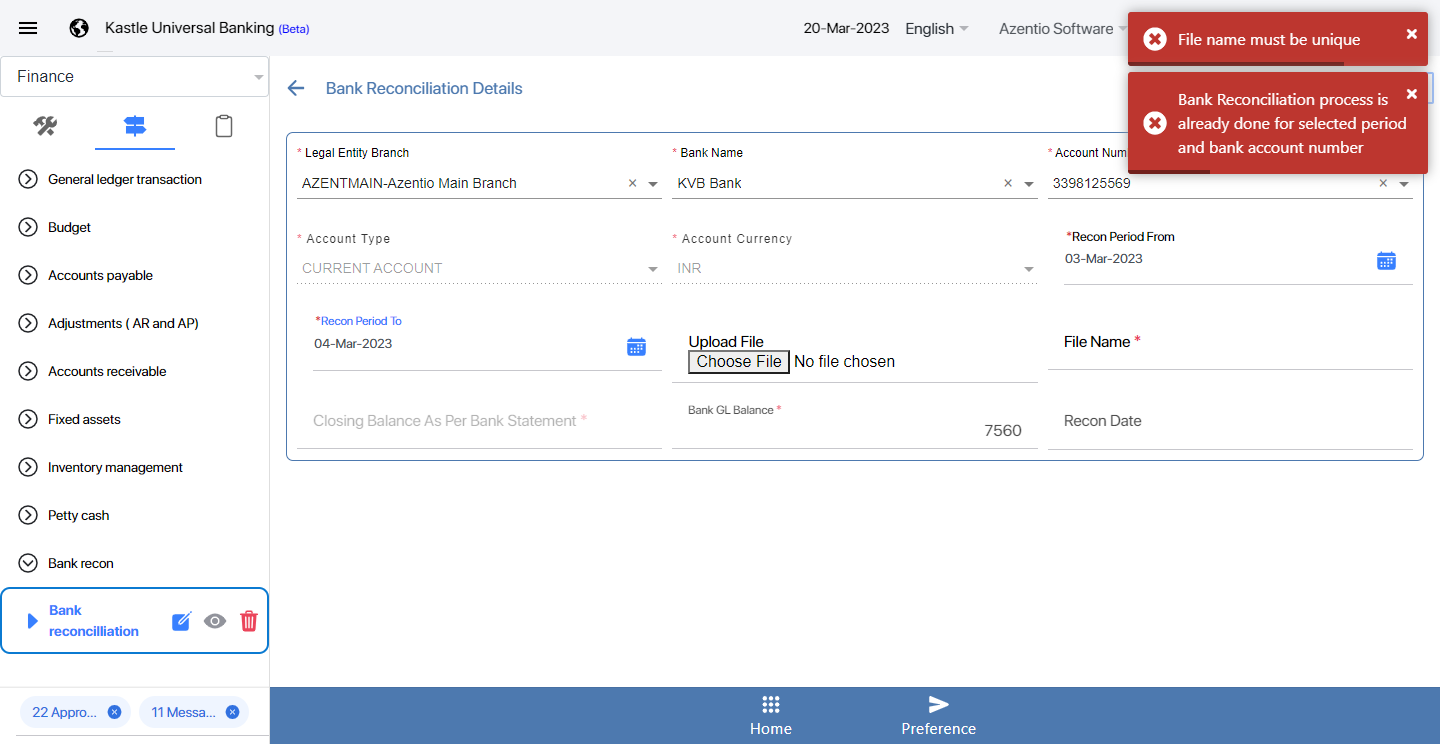 Kastle Universal Banking (Beta)
20-Mar-2023
English
Azentio Software
File name must be unique
Bank Reconciliation process is
already done for selected period
and bank account number
Finance
Bank Reconciliation Details
General ledger transaction
Budget
Accounts payable
Adjustments ( AR and AP)
Accounts receivable
Fixed assets
Inventory management
Petty cash
Bank recon
Bank
reconcilliation
22 Appro...
11 Messa...
* Legal Entity Branch
AZENTMAIN-Azentio Main Branch
* Bank Name
KVB Bank
* Account Num
3398125569
* Account Type
CURRENT ACCOUNT
* Account Currency
INR
*Recon Period From
03-Mar-2023
*Recon Period To
04-Mar-2023
Upload File
Choose File No file chosen
File Name *
Closing Balance As Per Bank Statement *
Bank GL Balance *
7560
Recon Date
Home
Preference